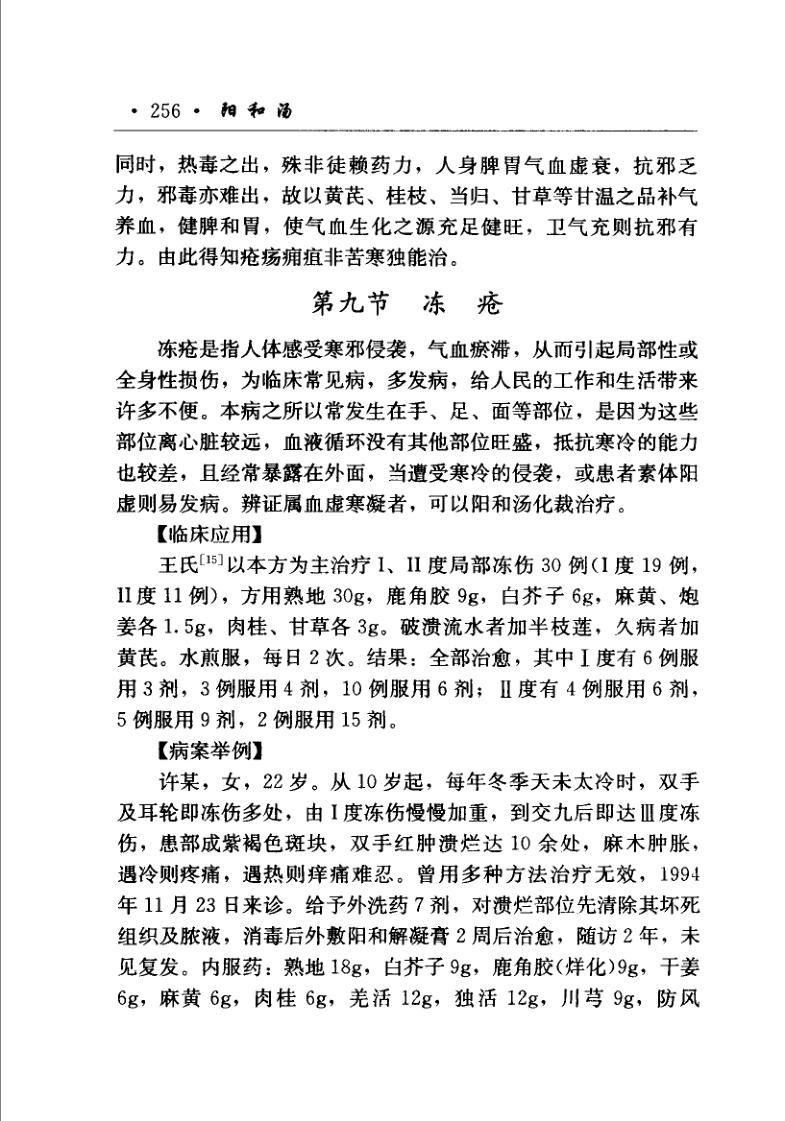 · 256 · 阳和汤
同时，热毒之出，殊非徒赖药力，人身脾胃气血虚衰，抗邪乏
力，邪毒亦难出，故以黄芪、桂枝、当归、甘草等甘温之品补气
养血，健脾和胃，使气血生化之源充足健旺，卫气充则抗邪有
力。由此得知疮疡痈疽非苦寒独能治。
第九节 冻 疮
冻疮是指人体感受寒邪侵袭，气血瘀滞，从而引起局部性或
全身性损伤，为临床常见病，多发病，给人民的工作和生活带来
许多不便。本病之所以常发生在手、足、面等部位，是因为这些
部位离心脏较远，血液循环没有其他部位旺盛，抵抗寒冷的能力
也较差，且经常暴露在外面，当遭受寒冷的侵袭，或患者素体阳
虚则易发病。辨证属血虚寒凝者，可以阳和汤化裁治疗。
【临床应用】
王氏[15]以本方为主治疗 I、II 度局部冻伤 30 例（I 度 19 例，
II 度 11 例），方用熟地 30g，鹿角胶 9g，白芥子 6g，麻黄、炮
姜各 1.5g，肉桂、甘草各 3g。破溃流水者加半枝莲，久病者加
黄芪。水煎服，每日 2 次。结果：全部治愈，其中 Ⅰ 度有 6 例服
用 3 剂，3 例服用 4 剂，10 例服用 6 剂；Ⅱ 度有 4 例服用 6 剂，
5 例服用 9 剂，2 例服用 15 剂。
【病案举例】
许某，女，22 岁。从 10 岁起，每年冬季天未太冷时，双手
及耳轮即冻伤多处，由 Ⅰ 度冻伤慢慢加重，到交九后即达 Ⅲ 度冻
伤，患部成紫褐色斑块，双手红肿溃烂达 10 余处，麻木肿胀，
遇冷则疼痛，遇热则痒痛难忍。曾用多种方法治疗无效，1994
年 11 月 23 日来诊。给予外洗药 7 剂，对溃烂部位先清除其坏死
组织及脓液，消毒后外敷阳和解凝膏 2 周后治愈，随访 2 年，未
见复发。内服药：熟地 18g，白芥子 9g，鹿角胶（烊化）9g，干姜
6g，麻黄 6g，肉桂 6g，羌活 12g，独活 12g，川芎 9g，防风